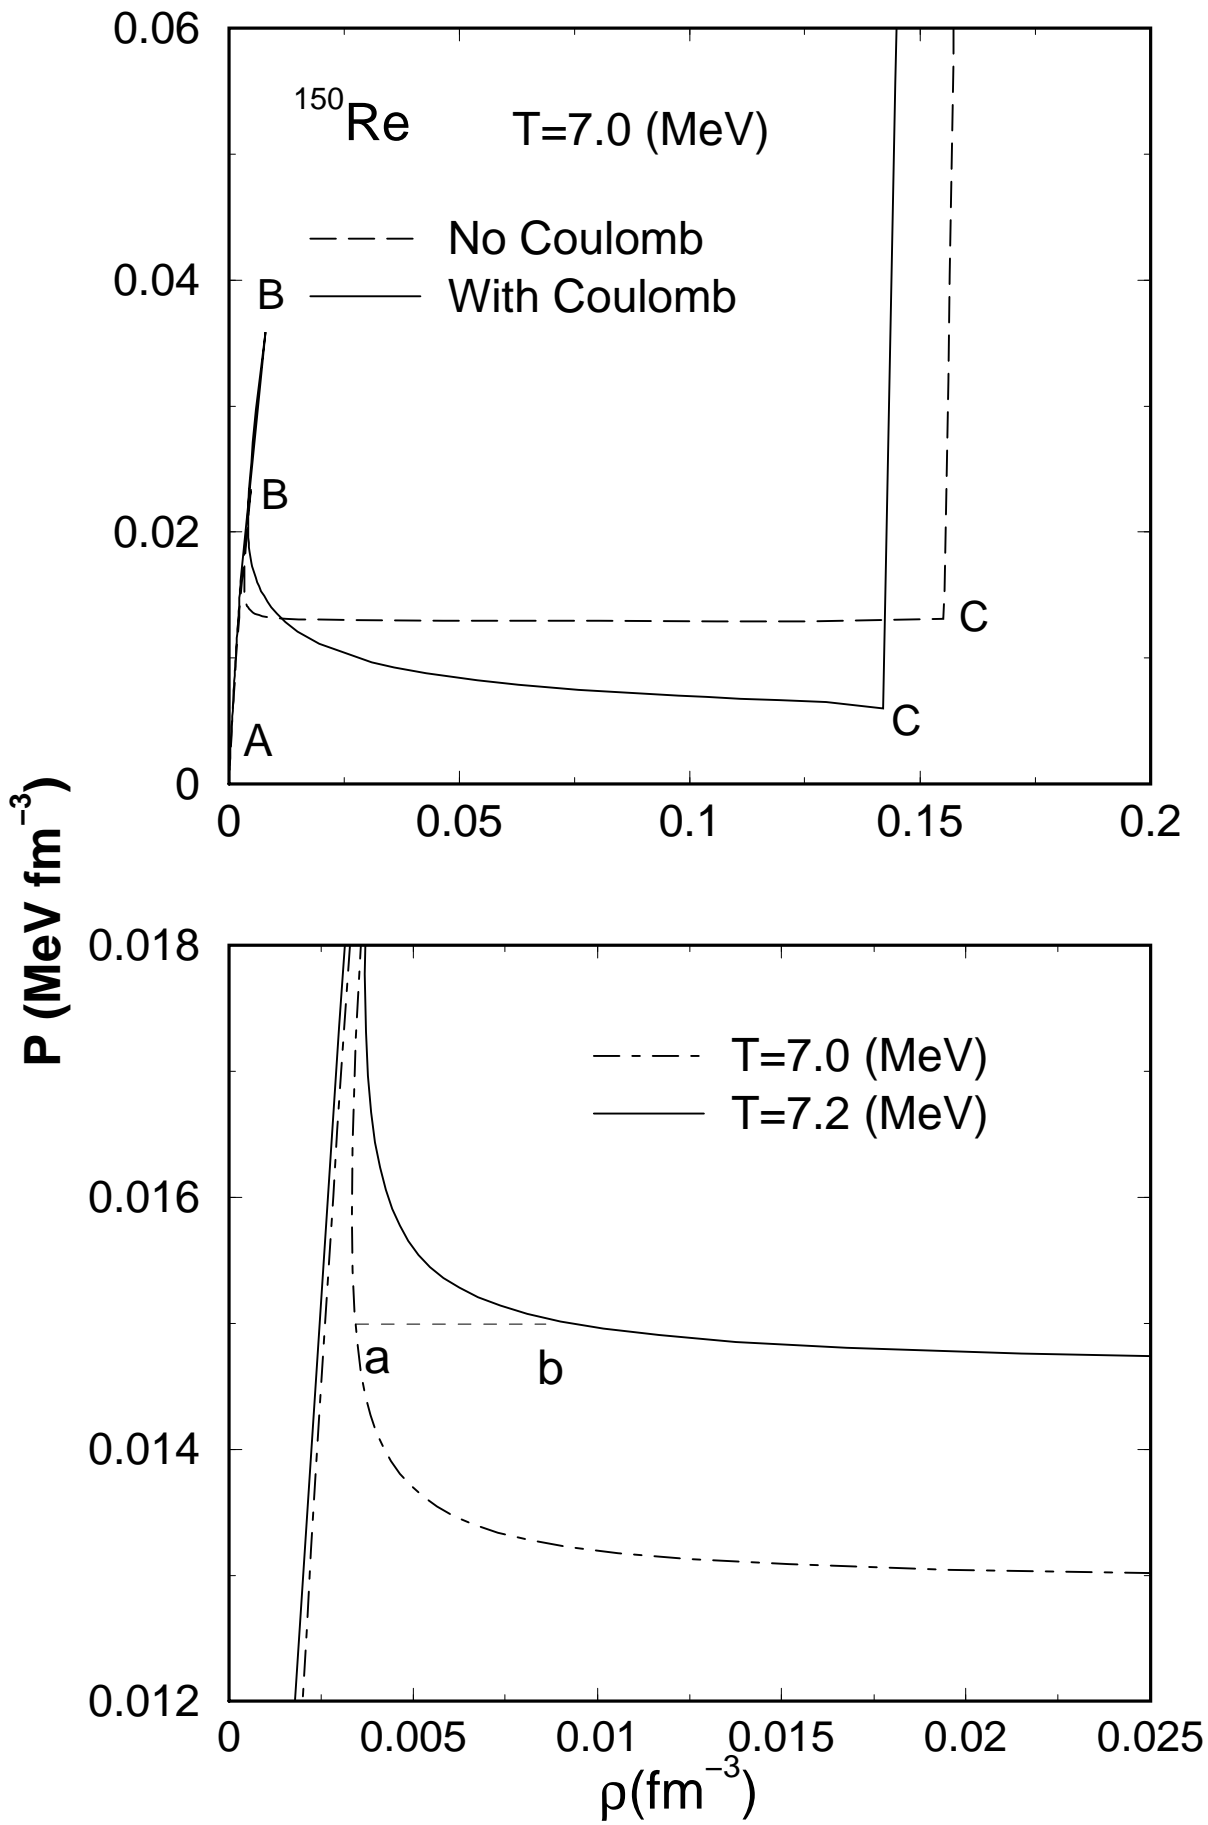 0.06
¹⁵⁰Re T=7.0 (MeV)
No Coulomb
0.04
B
With Coulomb
B
0.02
C
C
A
0
0 0.05 0.1 0.15 0.2
P (MeV fm⁻³)
0.018
T=7.0 (MeV)
T=7.2 (MeV)
0.016
a b
0.014
0.012
0 0.005 0.01 0.015 0.02 0.025
ρ(fm⁻³)